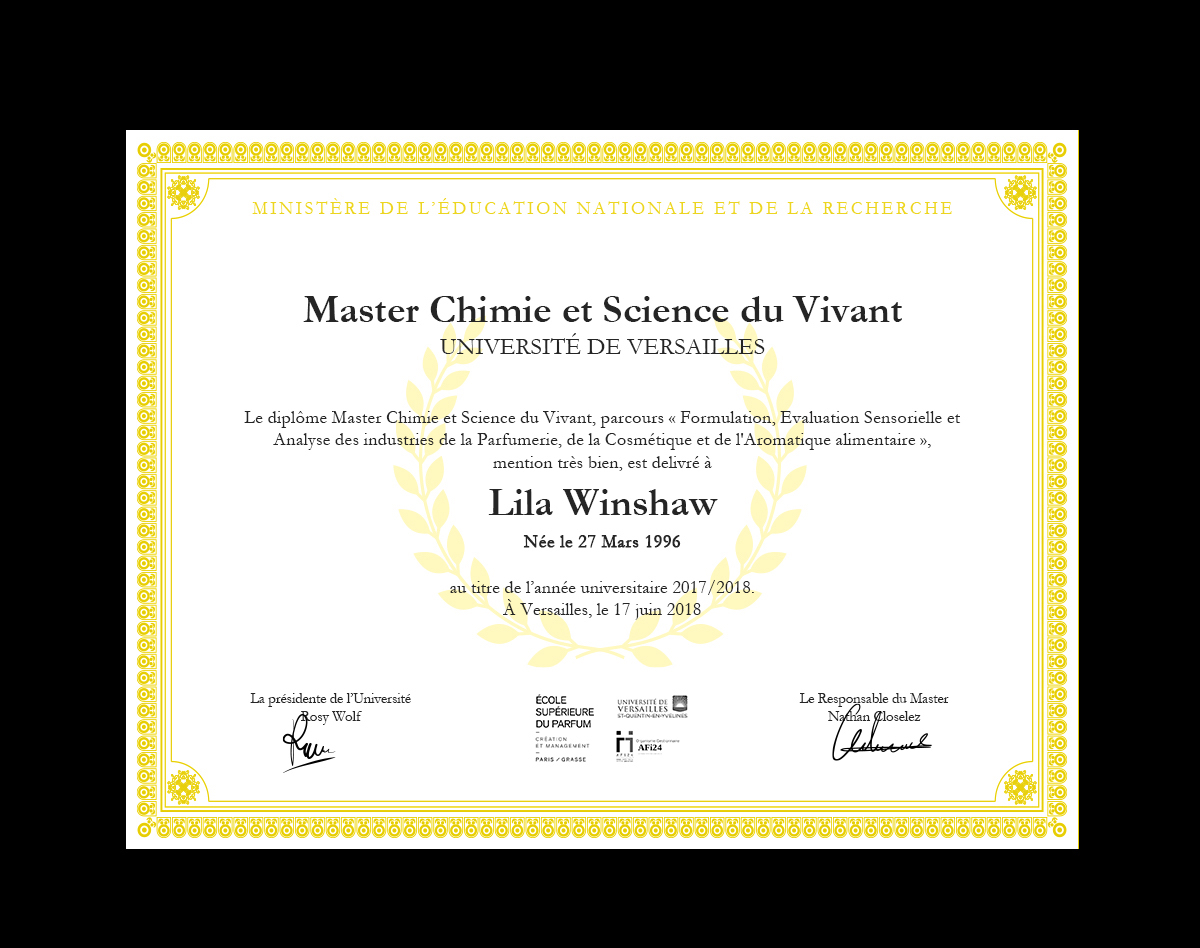 MINISTÈRE DE L'ÉDUCATION NATIONALE ET DE LA RECHERCHE
Master Chimie et Science du Vivant
UNIVERSITÉ DE VERSAILLES
Le diplôme Master Chimie et Science du Vivant, parcours « Formulation, Evaluation Sensorielle et
Analyse des industries de la Parfumerie, de la Cosmétique et de l'Aromatique alimentaire »,
mention très bien, est delivré à
Lila Winshaw
Née le 27 Mars 1996
au titre de l'année universitaire 2017/2018.
À Versailles, le 17 juin 2018
La présidente de l'Université
Rosy Wolf
ÉCOLE
SUPÉRIEURE
DU PARFUM
–
CRÉATION
ET MANAGEMENT
–
PARIS / GRASSE
UNIVERSITÉ DE
VERSAILLES
ST-QUENTIN-EN-YVELINES
AFi24
Le Responsable du Master
Nathan Closelez